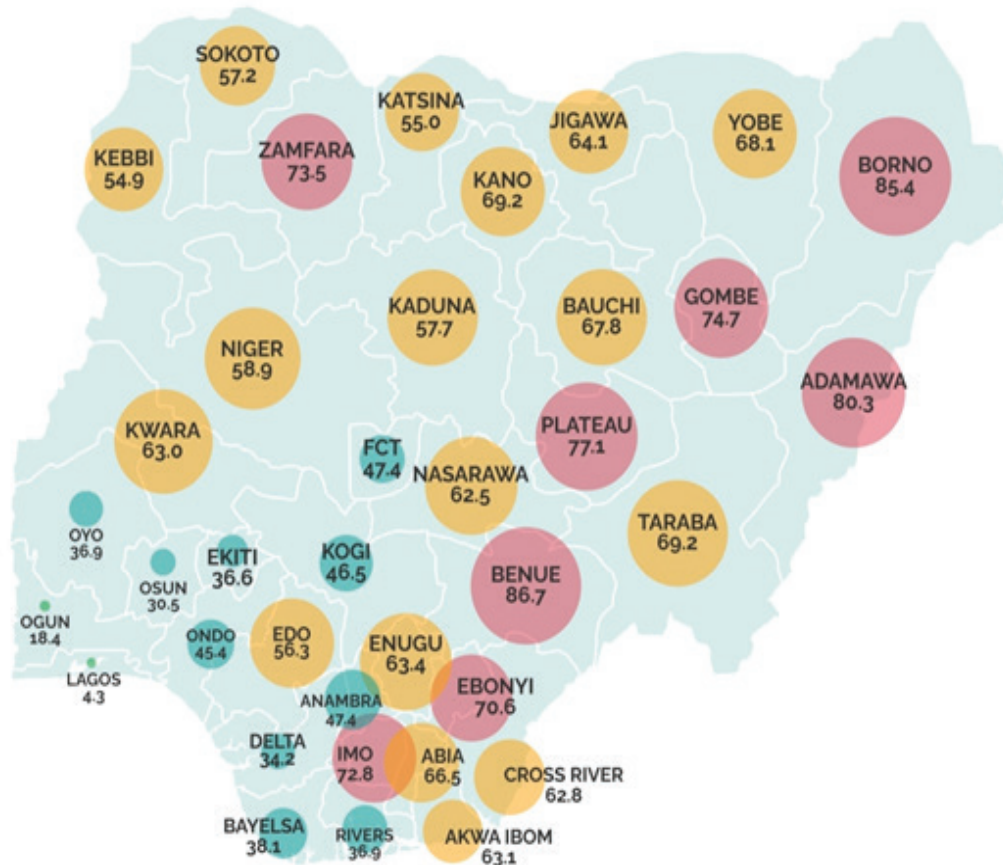 SOKOTO
57.2
KATSINA
55.0
JIGAWA
64.1
YOBE
68.1
KEBBI
54.9
ZAMFARA
73.5
KANO
69.2
BORNO
85.4
KADUNA
57.7
BAUCHI
67.8
GOMBE
74.7
NIGER
58.9
ADAMAWA
80.3
KWARA
63.0
FCT
47.4
PLATEAU
77.1
NASARAWA
62.5
TARABA
69.2
OYO
36.9
OSUN
30.5
EKITI
36.6
KOGI
46.5
BENUE
86.7
OGUN
18.4
ONDO
45.4
EDO
56.3
ENUGU
63.4
LAGOS
4.3
ANAMBRA
47.4
EBONYI
70.6
DELTA
34.2
IMO
72.8
ABIA
66.5
CROSS RIVER
62.8
BAYELSA
38.1
RIVERS
36.9
AKWA IBOM
63.1